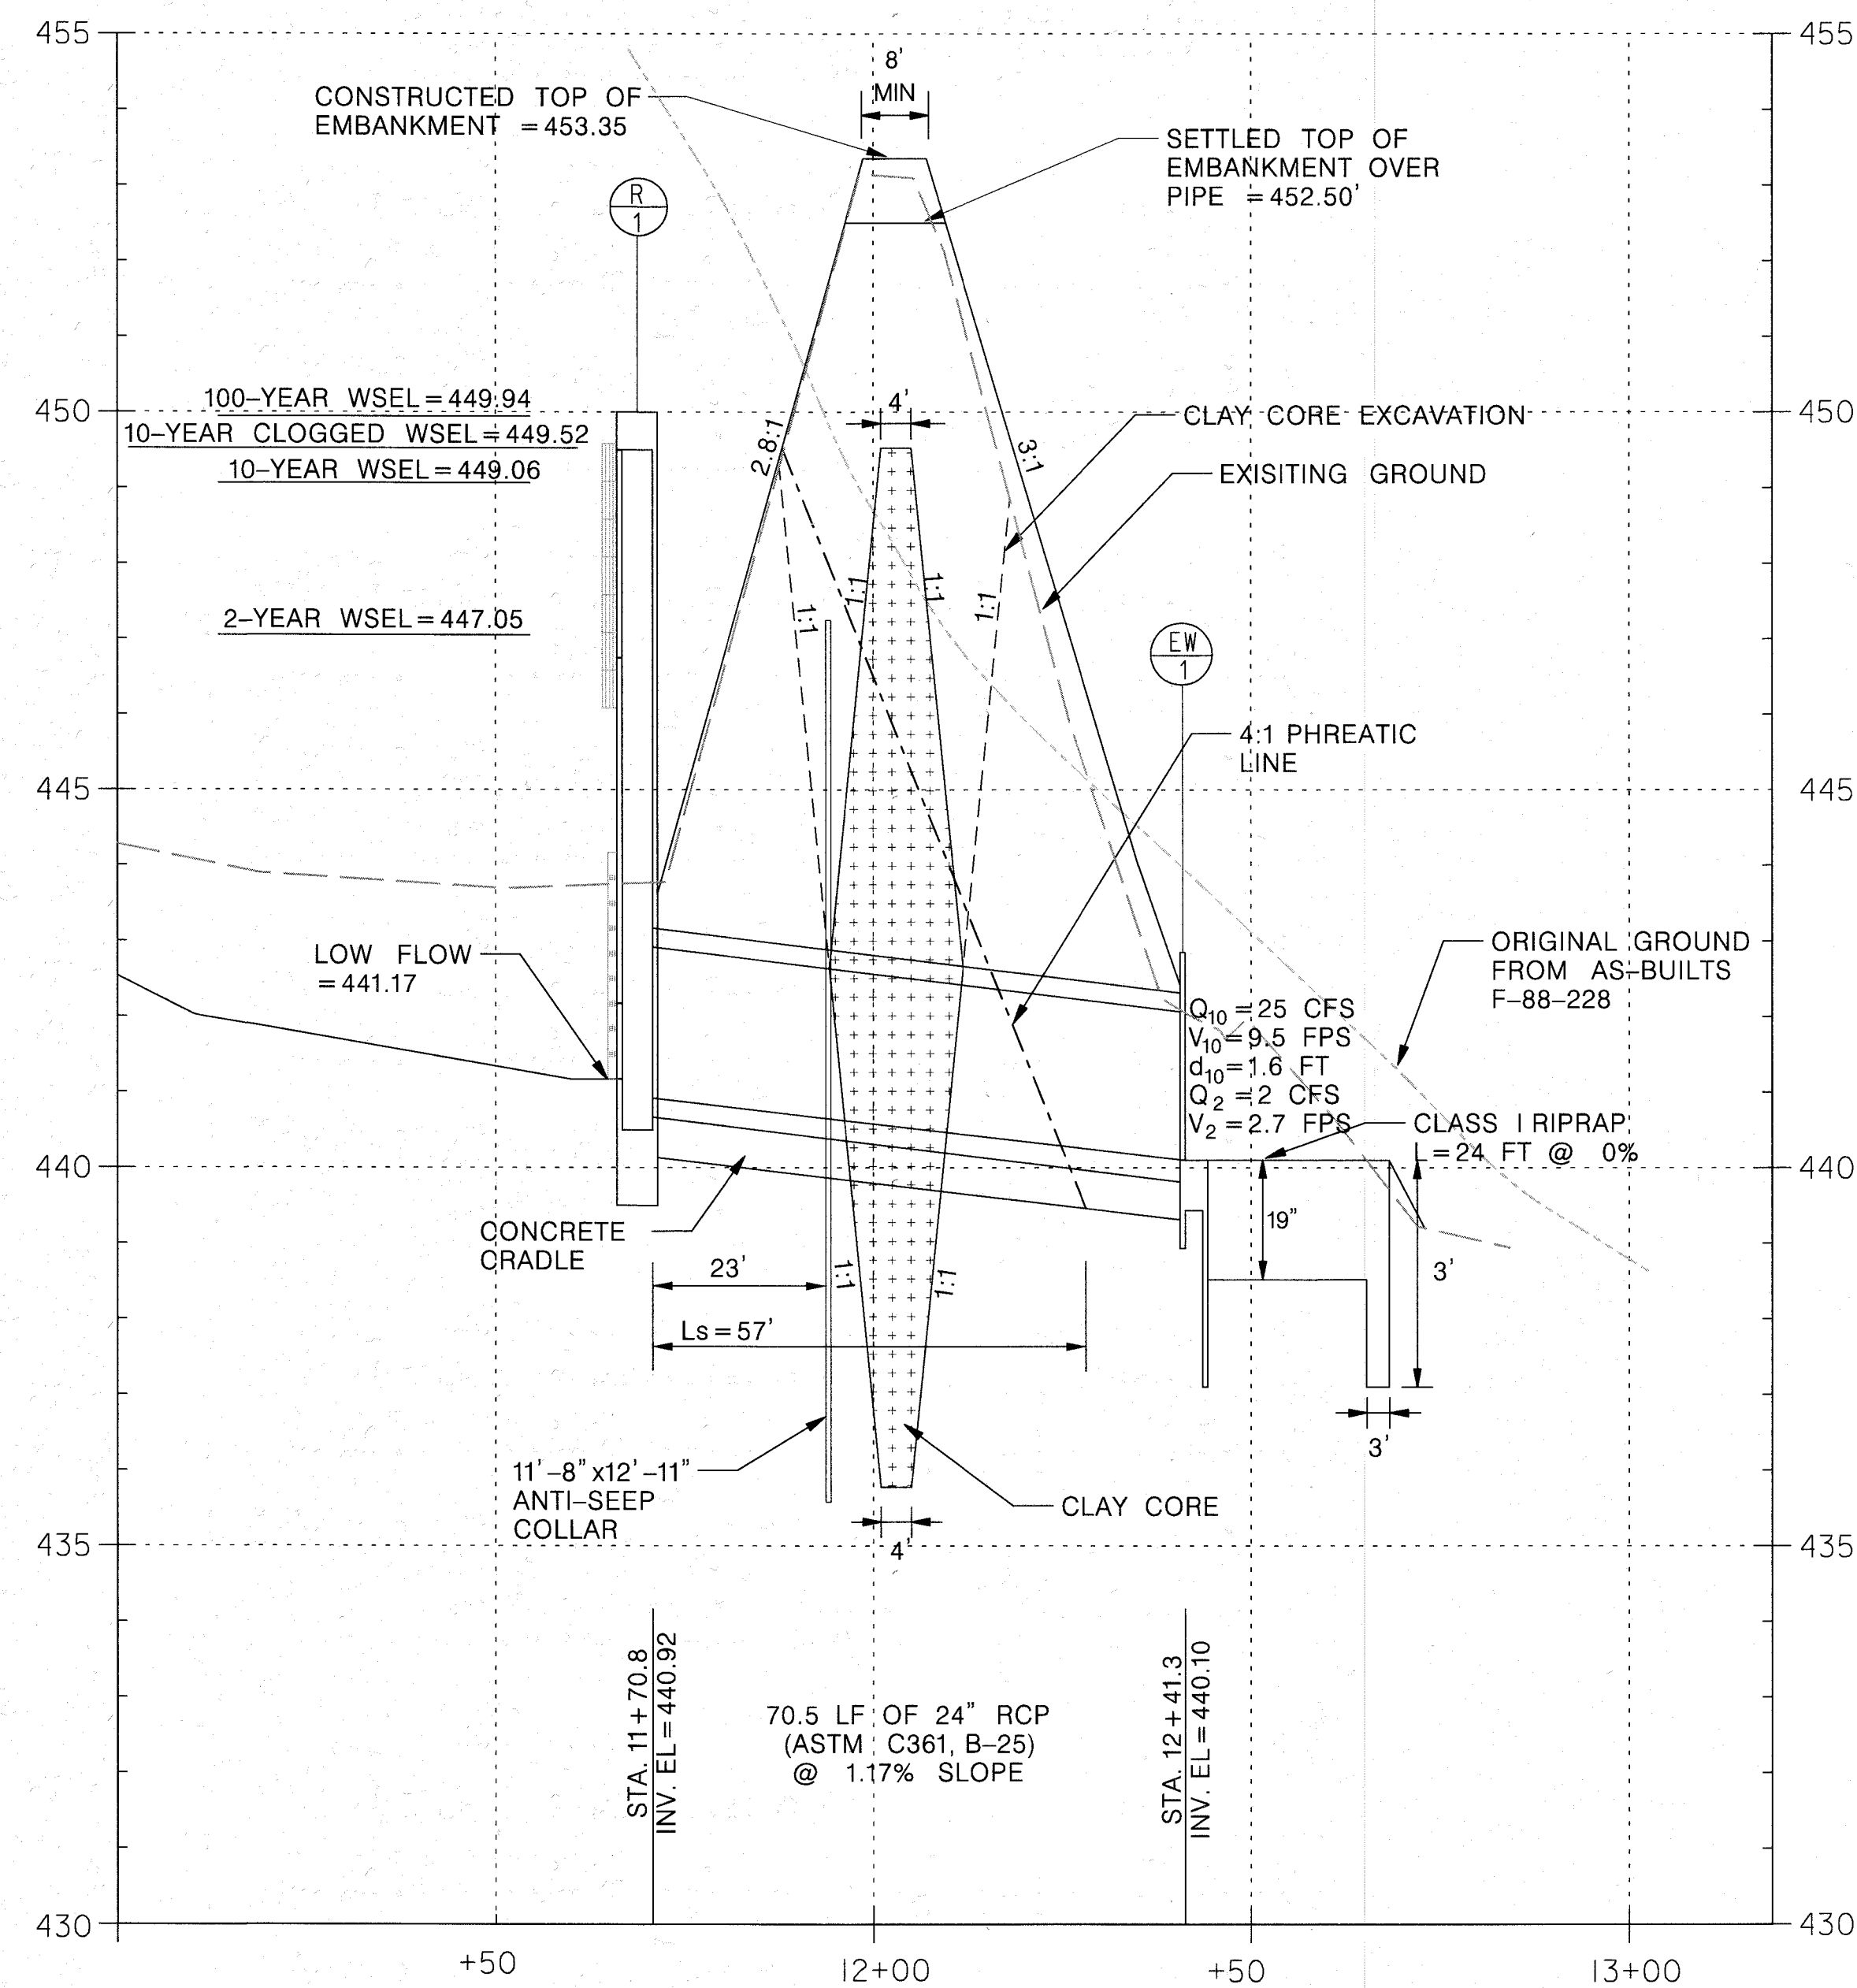 455
455
8'
MIN
CONSTRUCTED TOP OF
EMBANKMENT = 453.35
SETTLED TOP OF
EMBANKMENT OVER
PIPE = 452.50'
R
1
100-YEAR WSEL = 449.94
450
450
10-YEAR CLOGGED WSEL = 449.52
10-YEAR WSEL = 449.06
4'
CLAY CORE EXCAVATION
2.8:1
3:1
EXISITING GROUND
2-YEAR WSEL = 447.05
1:1
1:1
1:1
1:1
EW
1
4:1 PHREATIC
LINE
445
445
LOW FLOW
= 441.17
ORIGINAL GROUND
FROM AS-BUILTS
F-88-228
Q10 = 25 CFS
V10 = 9.5 FPS
d10 = 1.6 FT
Q2 = 2 CFS
V2 = 2.7 FPS
CLASS I RIPRAP
L = 24 FT @ 0%
440
440
CONCRETE
CRADLE
19"
3'
23'
1:1
1:1
Ls = 57'
3'
11'-8"x12'-11"
ANTI-SEEP
COLLAR
CLAY CORE
4'
435
435
STA. 11+70.8
INV. EL = 440.92
70.5 LF OF 24" RCP
(ASTM C361, B-25)
@ 1.17% SLOPE
STA. 12+41.3
INV. EL = 440.10
430
430
+50
12+00
+50
13+00